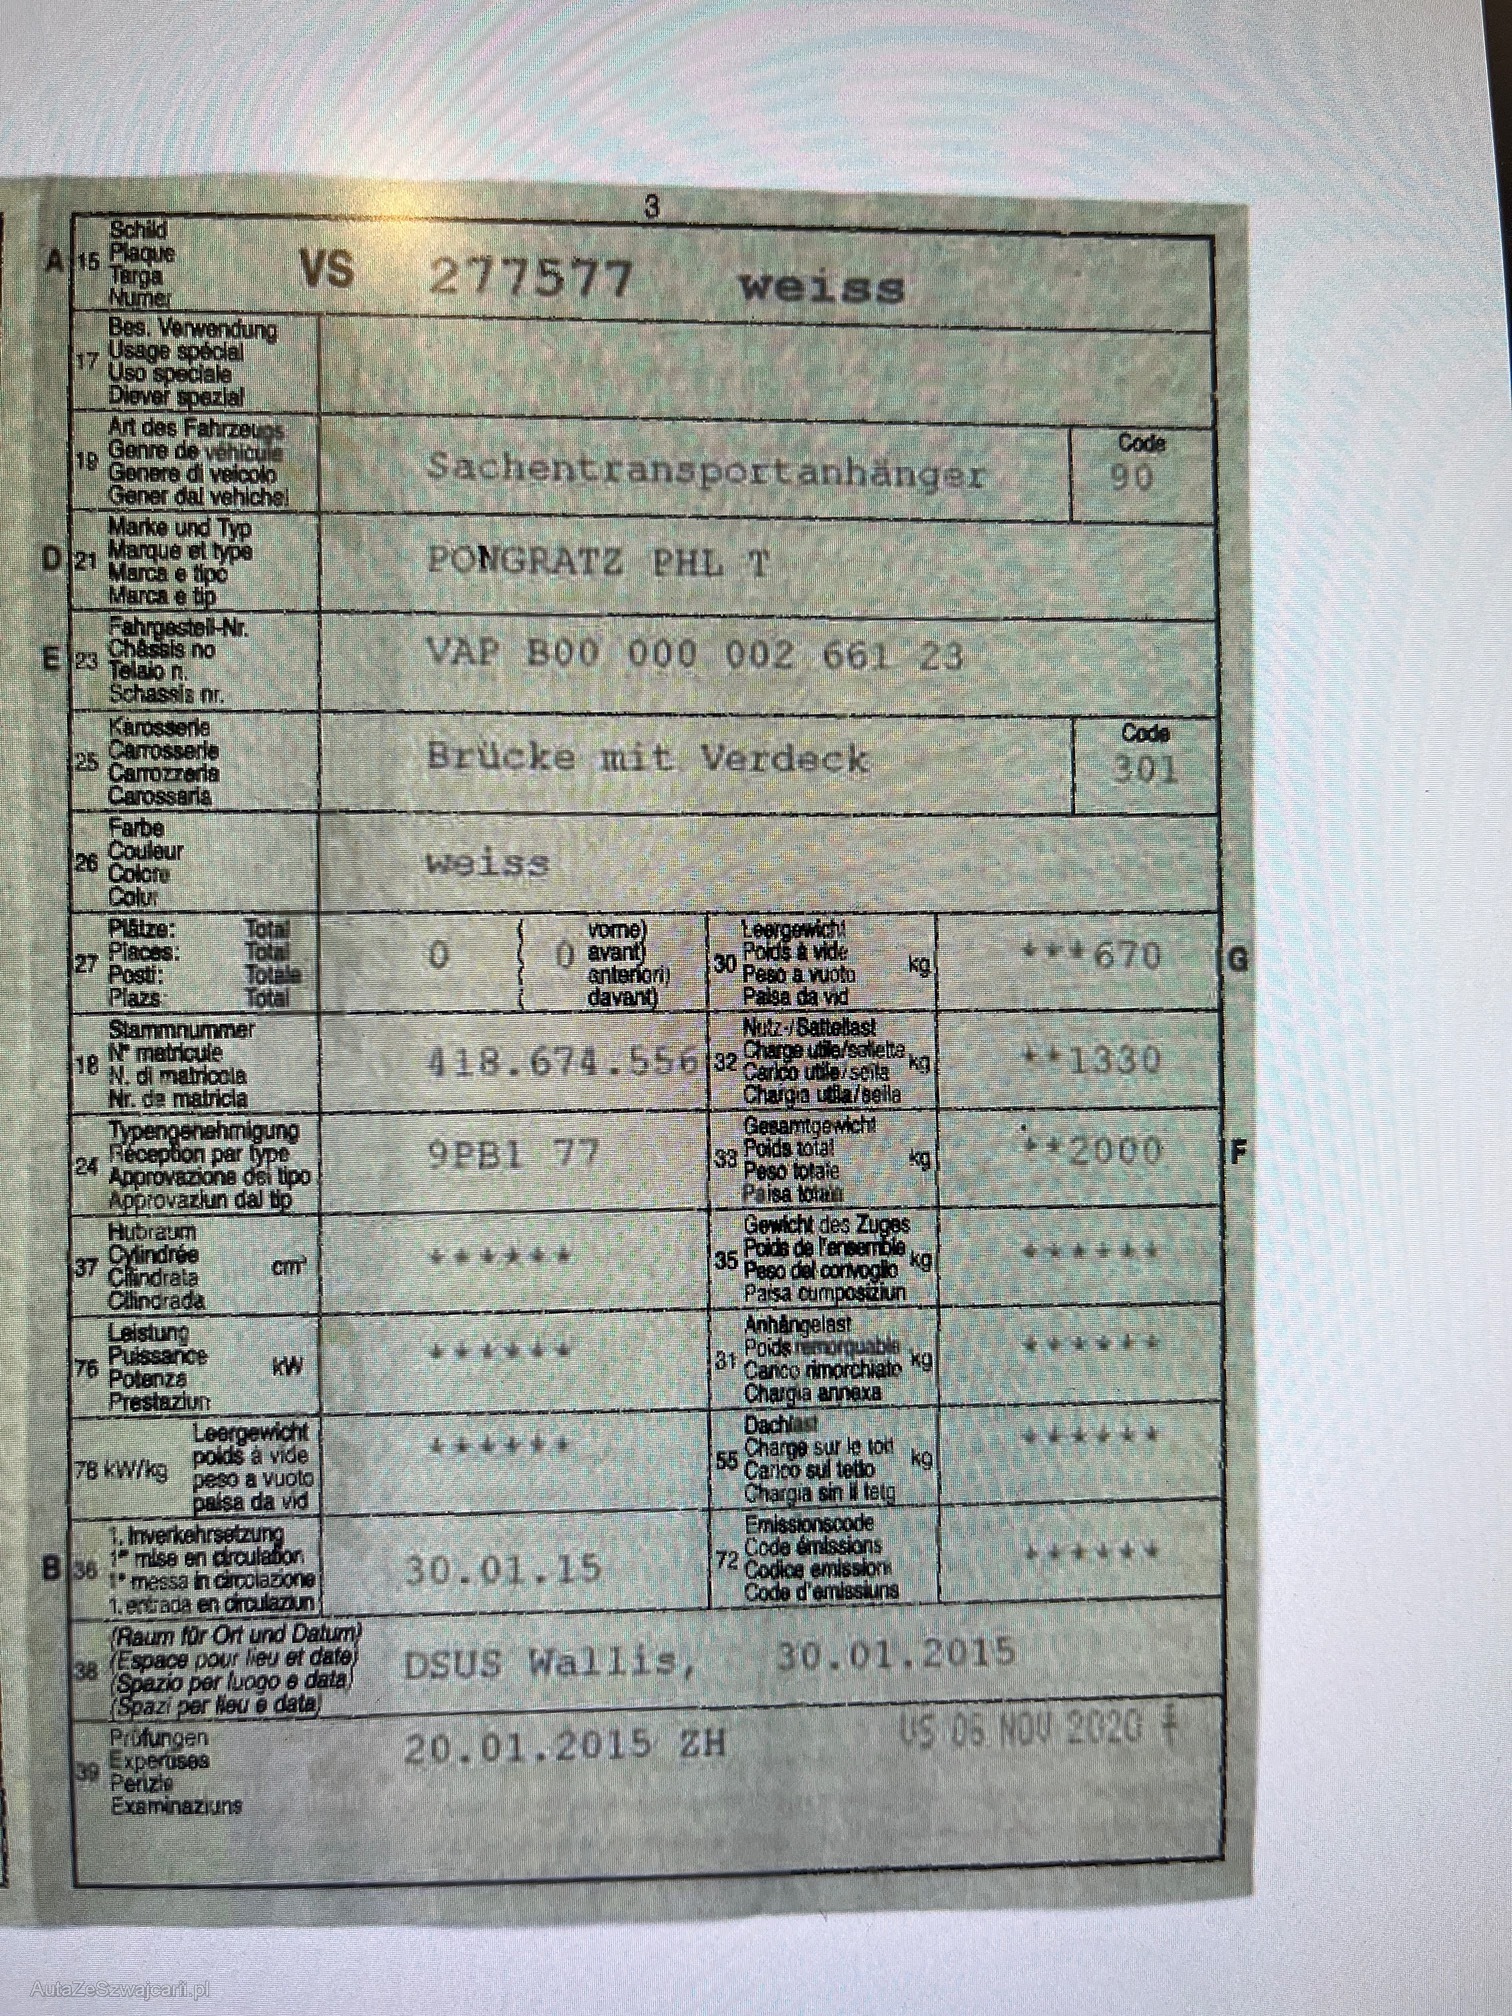 3
A 15 Schild
Plaque
Targa
Numer
VS 277577 weiss
17 Bes. Verwendung
Usage spécial
Uso speciale
Diever spezial
19 Art des Fahrzeugs
Genre de véhicule
Genere di veicolo
Gener dal vehichel
Sachentransportanhänger
Code
90
D 21 Marke und Typ
Marque et type
Marca e tipo
Marca e tip
PONGRATZ PHL T
E 23 Fahrgestell-Nr.
Châssis no
Telaio n.
Schassis nr.
VAP B00 000 002 661 23
25 Karosserie
Carrosserie
Carrozzeria
Carossaria
Brücke mit Verdeck
Code
301
26 Farbe
Couleur
Colore
Colur
weiss
27 Plätze: Total
Places: Total
Posti: Totale
Plazs: Total
0 ( 0 vorne)
( avant)
( anteriori)
( davant)
30 Leergewicht
Poids à vide
Peso a vuoto
Paisa da vid
kg
***670 G
18 Stammnummer
N° matricule
N. di matricola
Nr. da matricla
418.674.556
32 Nutz-/Sattellast
Charge utile/sellette
Carico utile/sella
Chargia utila/sella
kg
**1330
24 Typengenehmigung
Réception par type
Approvazione del tipo
Approvaziun dal tip
9PB1 77
33 Gesamtgewicht
Poids total
Peso totale
Paisa totala
kg
**2000 F
37 Hubraum
Cylindrée
Cilindrata
Cilindrada
cm³
******
35 Gewicht des Zuges
Poids de l'ensemble
Peso del convoglio
Paisa cumposiziun
kg
******
76 Leistung
Puissance
Potenza
Prestaziun
kW
******
31 Anhängelast
Poids remorquable
Carico rimorchiato
Chargia annexa
kg
******
78 kW/kg Leergewicht
poids à vide
peso a vuoto
paisa da vid
******
55 Dachlast
Charge sur le toit
Carico sul tetto
Chargia sin il tetg
kg
******
B 36 1. Inverkehrsetzung
1re mise en circulation
1a messa in circolazione
1. entrada en circulaziun
30.01.15
72 Emissionscode
Code émissions
Codice emissioni
Code d'emissiuns
******
38 (Raum für Ort und Datum)
(Espace pour lieu et date)
(Spazio per luogo e data)
(Spazi per lieu e data)
DSUS Wallis, 30.01.2015
39 Prüfungen
Expertises
Perizie
Examinaziuns
20.01.2015 ZH
US 06 NOV 2020
AutaZeSzwajcarii.pl